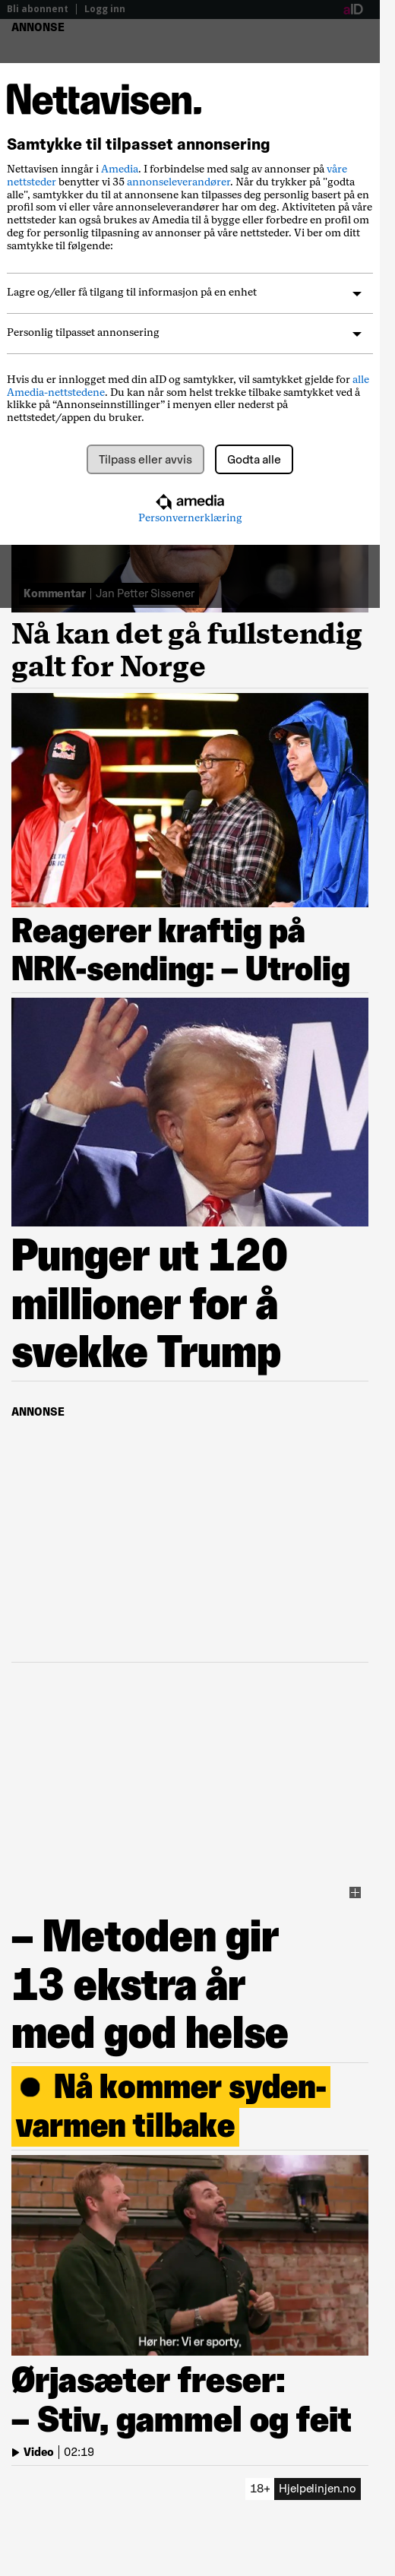 Bli abonnent | Logg inn
aID
ANNONSE
Nettavisen.
Samtykke til tilpasset annonsering
Nettavisen inngår i Amedia. I forbindelse med salg av annonser på våre
nettsteder benytter vi 35 annonseleverandører. Når du trykker på "godta
alle", samtykker du til at annonsene kan tilpasses deg personlig basert på en
profil som vi eller våre annonseleverandører har om deg. Aktiviteten på våre
nettsteder kan også brukes av Amedia til å bygge eller forbedre en profil om
deg for personlig tilpasning av annonser på våre nettsteder. Vi ber om ditt
samtykke til følgende:
Lagre og/eller få tilgang til informasjon på en enhet
Personlig tilpasset annonsering
Hvis du er innlogget med din aID og samtykker, vil samtykket gjelde for alle
Amedia-nettstedene. Du kan når som helst trekke tilbake samtykket ved å
klikke på “Annonseinnstillinger” i menyen eller nederst på
nettstedet/appen du bruker.
Tilpass eller avvis
Godta alle
amedia
Personvernerklæring
Kommentar | Jan Petter Sissener
Nå kan det gå fullstendig
galt for Norge
Reagerer kraftig på
NRK-sending: – Utrolig
Punger ut 120
millioner for å
svekke Trump
ANNONSE
– Metoden gir
13 ekstra år
med god helse
Nå kommer syden-
varmen tilbake
Hør her: Vi er sporty,
Ørjasæter freser:
– Stiv, gammel og feit
Video | 02:19
18+ Hjelpelinjen.no